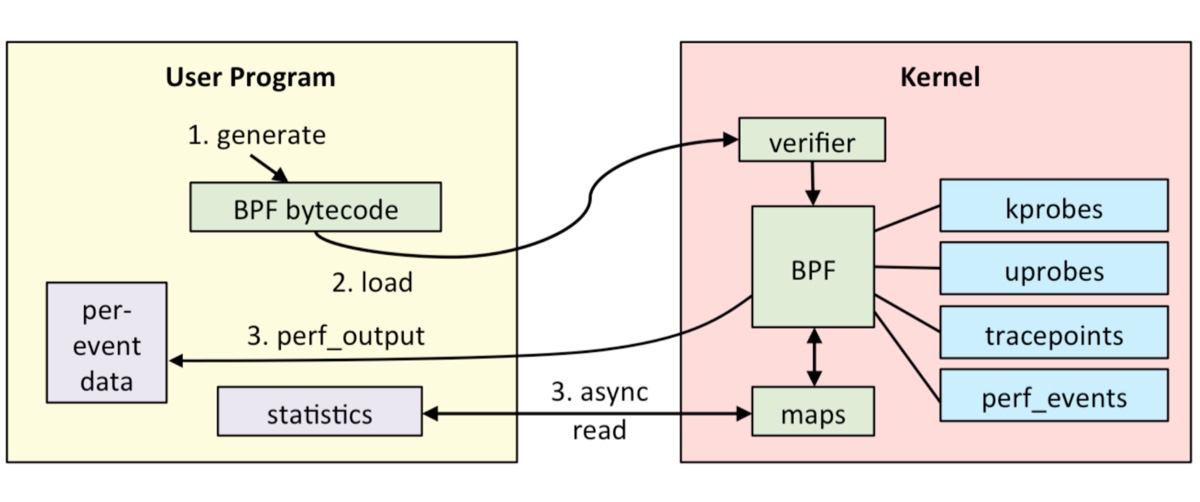 User Program
1. generate
BPF bytecode
2. load
per-
event
data
3. perf_output
statistics
3. async
read
Kernel
verifier
BPF
kprobes
uprobes
tracepoints
perf_events
maps